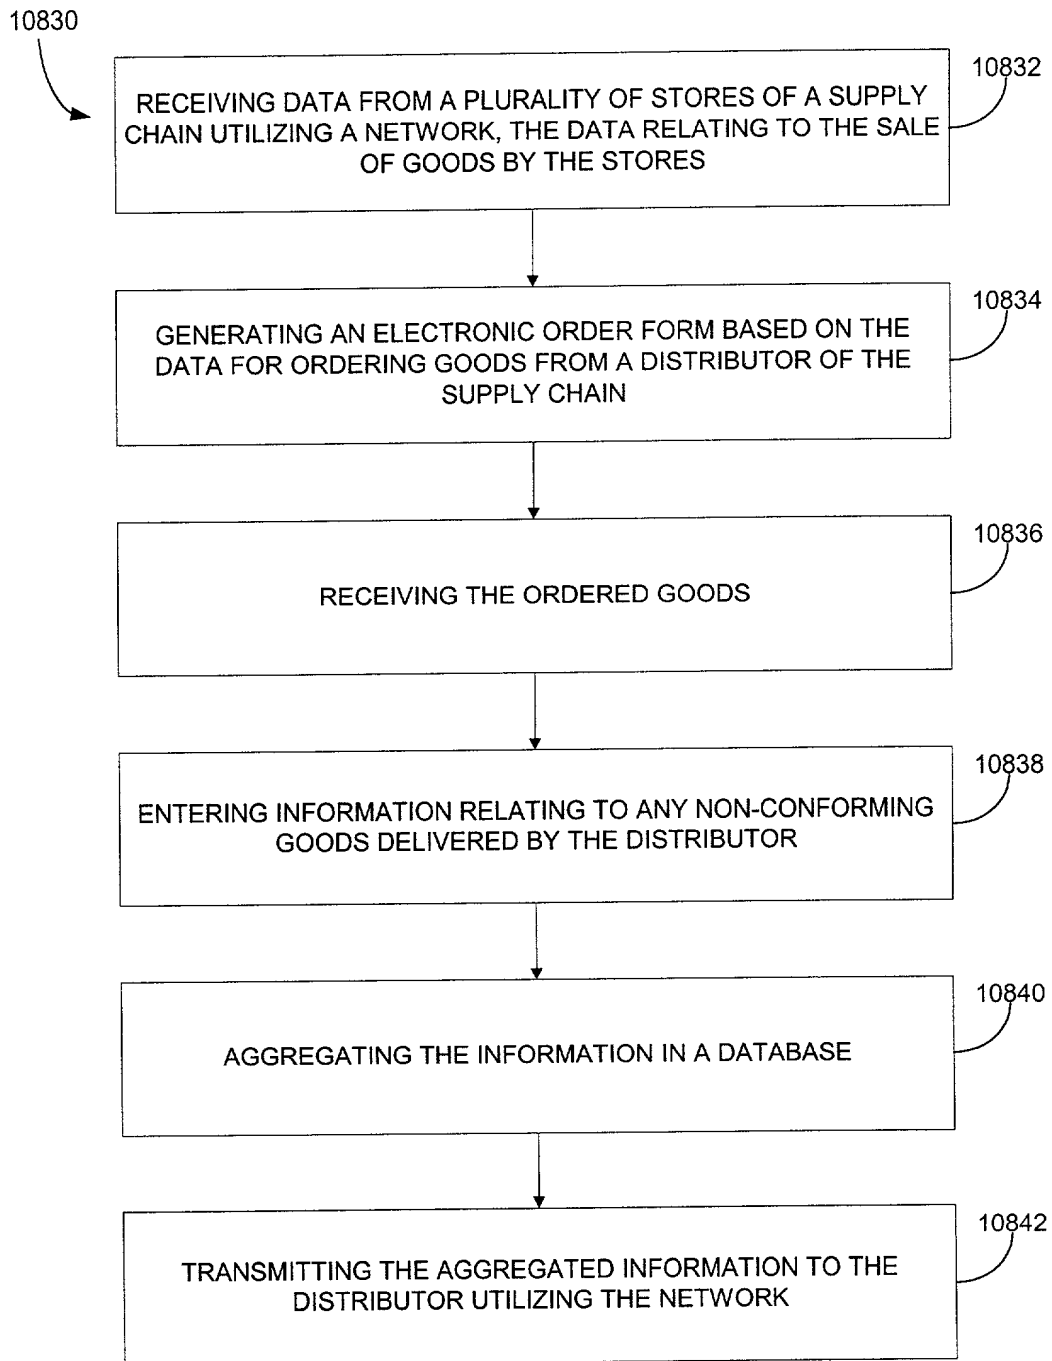 10830
10832
RECEIVING DATA FROM A PLURALITY OF STORES OF A SUPPLY
CHAIN UTILIZING A NETWORK, THE DATA RELATING TO THE SALE
OF GOODS BY THE STORES
10834
GENERATING AN ELECTRONIC ORDER FORM BASED ON THE
DATA FOR ORDERING GOODS FROM A DISTRIBUTOR OF THE
SUPPLY CHAIN
10836
RECEIVING THE ORDERED GOODS
10838
ENTERING INFORMATION RELATING TO ANY NON-CONFORMING
GOODS DELIVERED BY THE DISTRIBUTOR
10840
AGGREGATING THE INFORMATION IN A DATABASE
10842
TRANSMITTING THE AGGREGATED INFORMATION TO THE
DISTRIBUTOR UTILIZING THE NETWORK